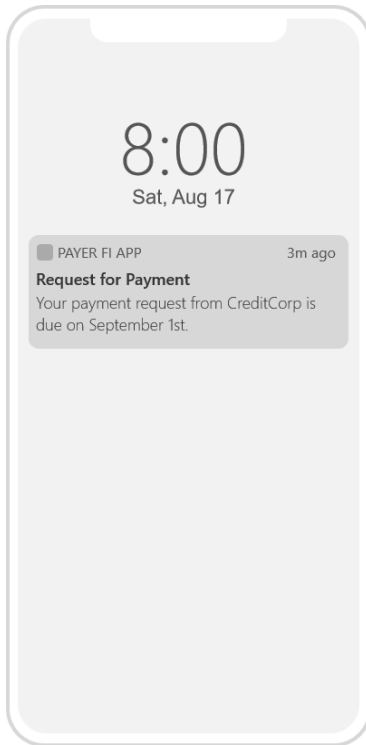 8:00
Sat, Aug 17
PAYER FI APP 3m ago
Request for Payment
Your payment request from CreditCorp is
due on September 1st.